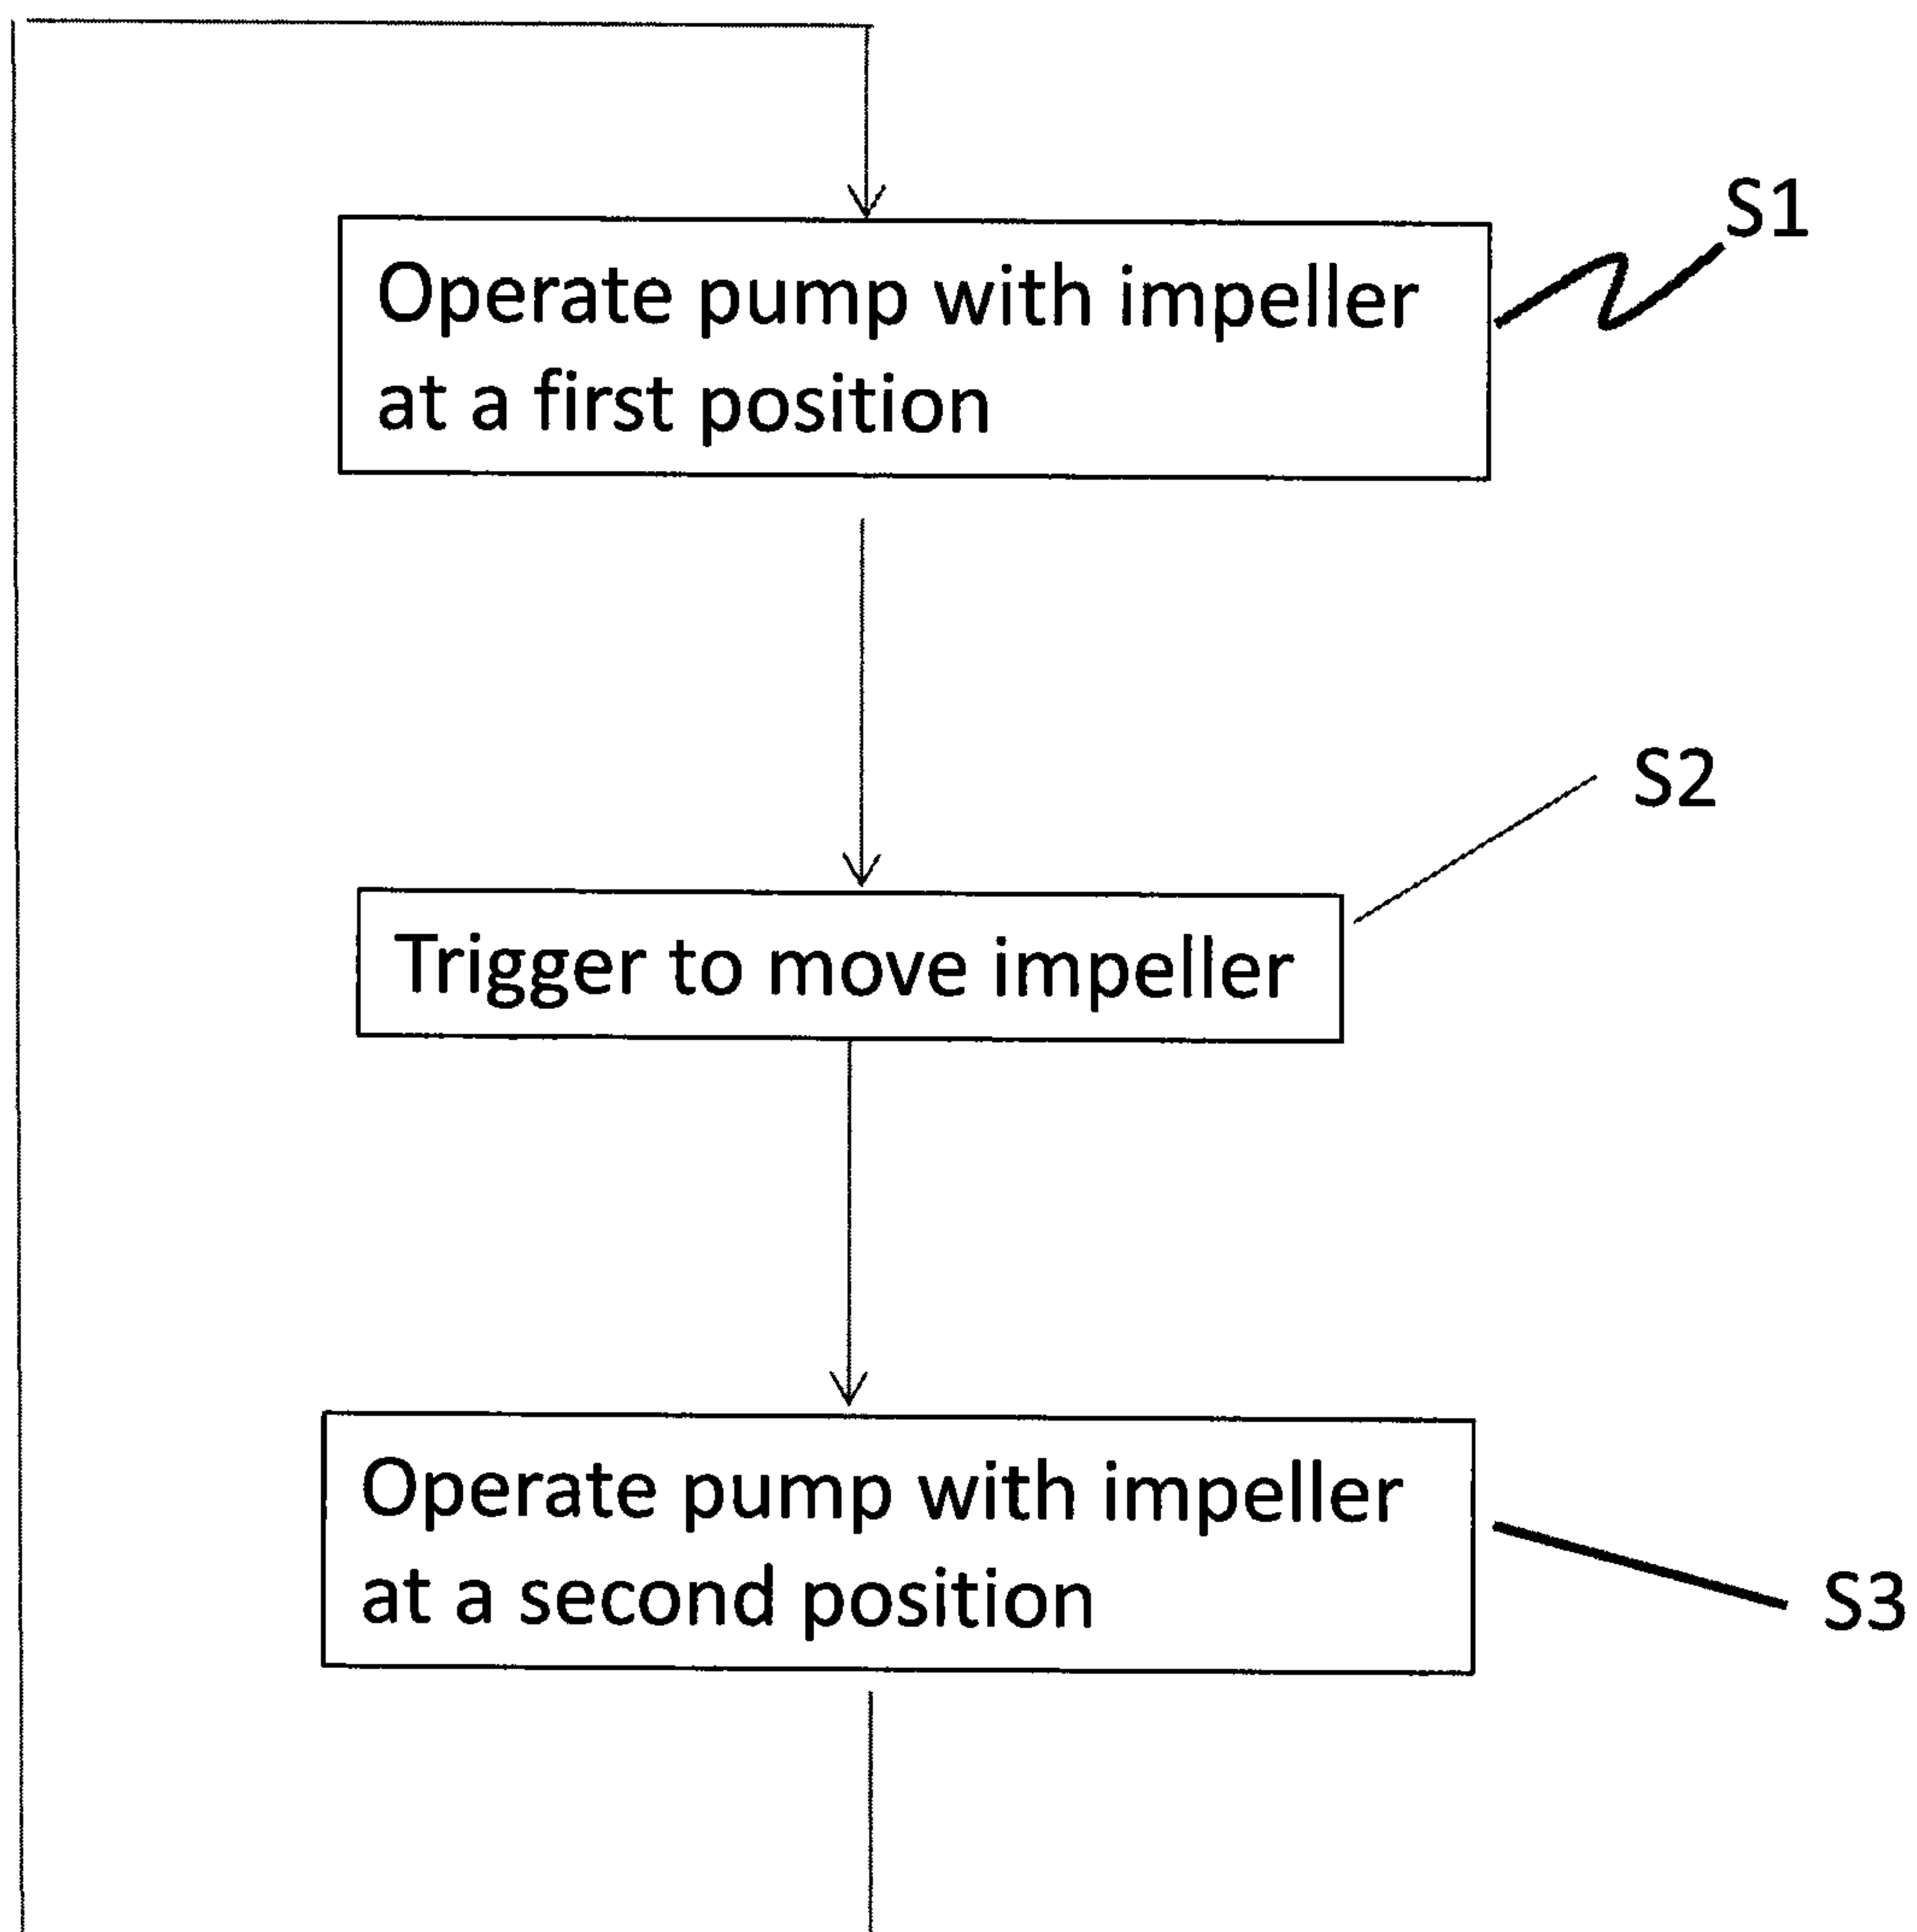 S1
Operate pump with impeller
at a first position
S2
Trigger to move impeller
Operate pump with impeller
at a second position
S3